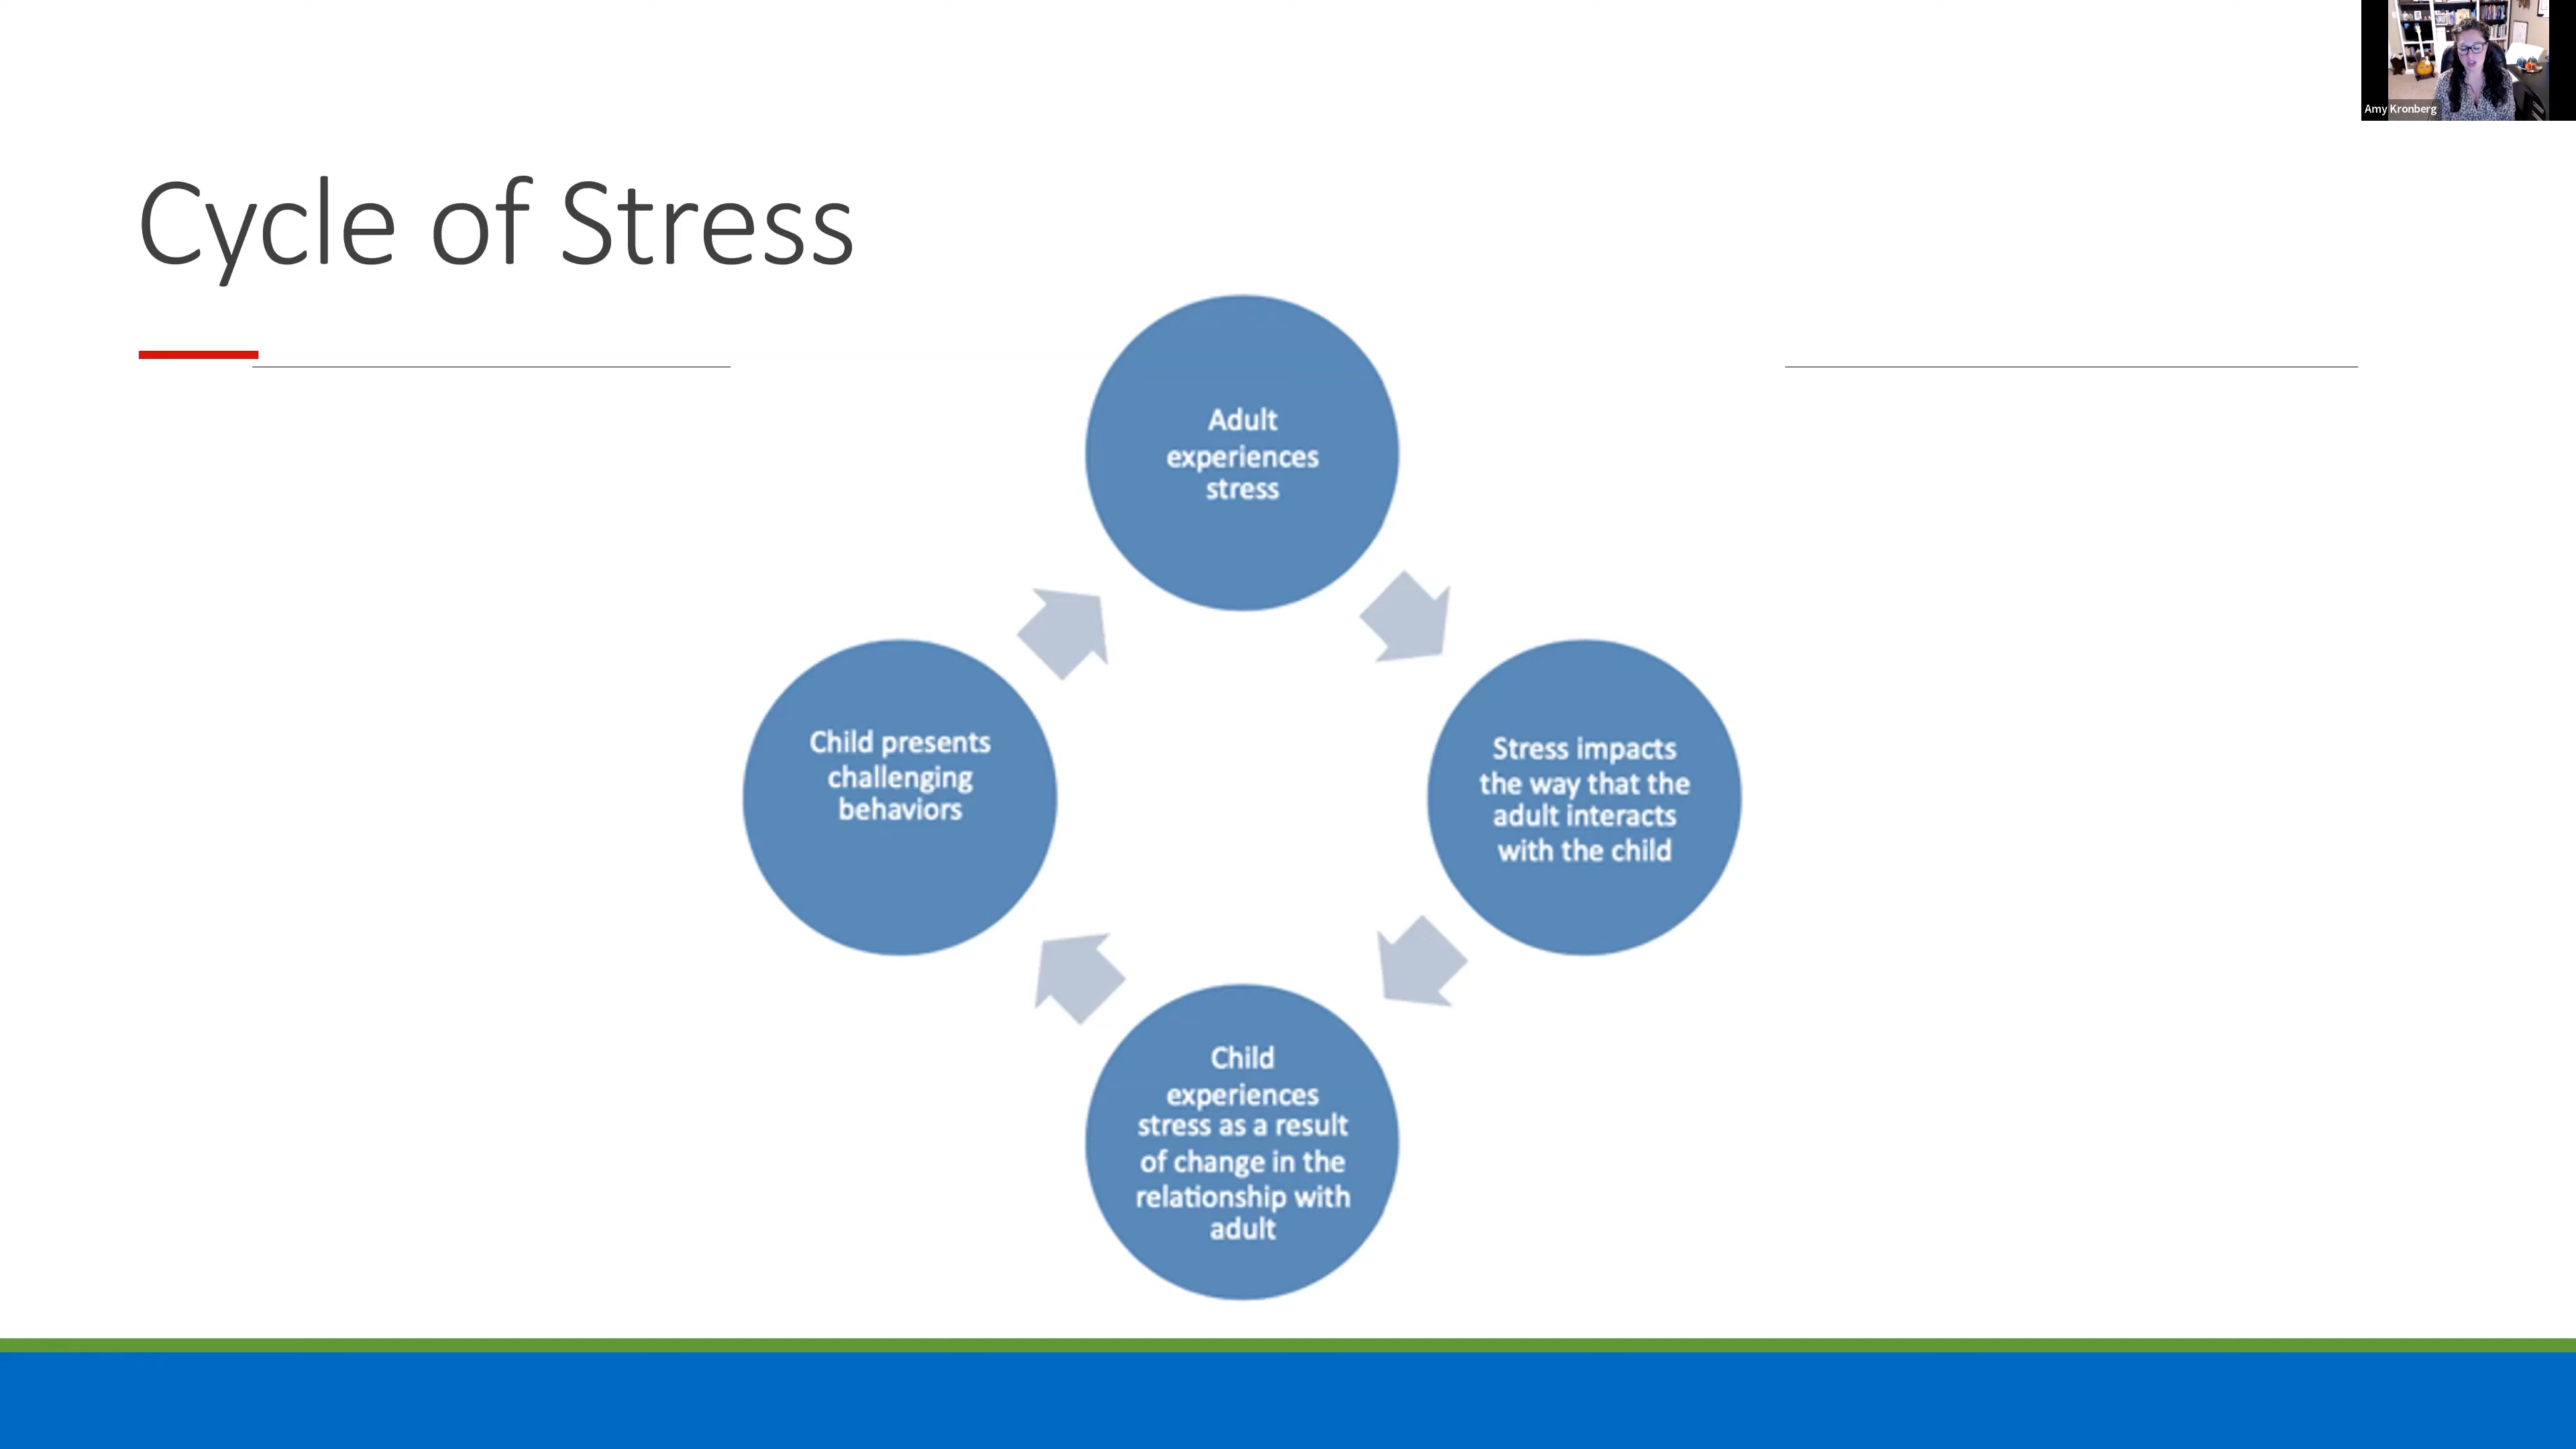 Amy Kronberg
Cycle of Stress
Adult
experiences
stress
Stress impacts
the way that the
adult interacts
with the child
Child
experiences
stress as a result
of change in the
relationship with
adult
Child presents
challenging
behaviors